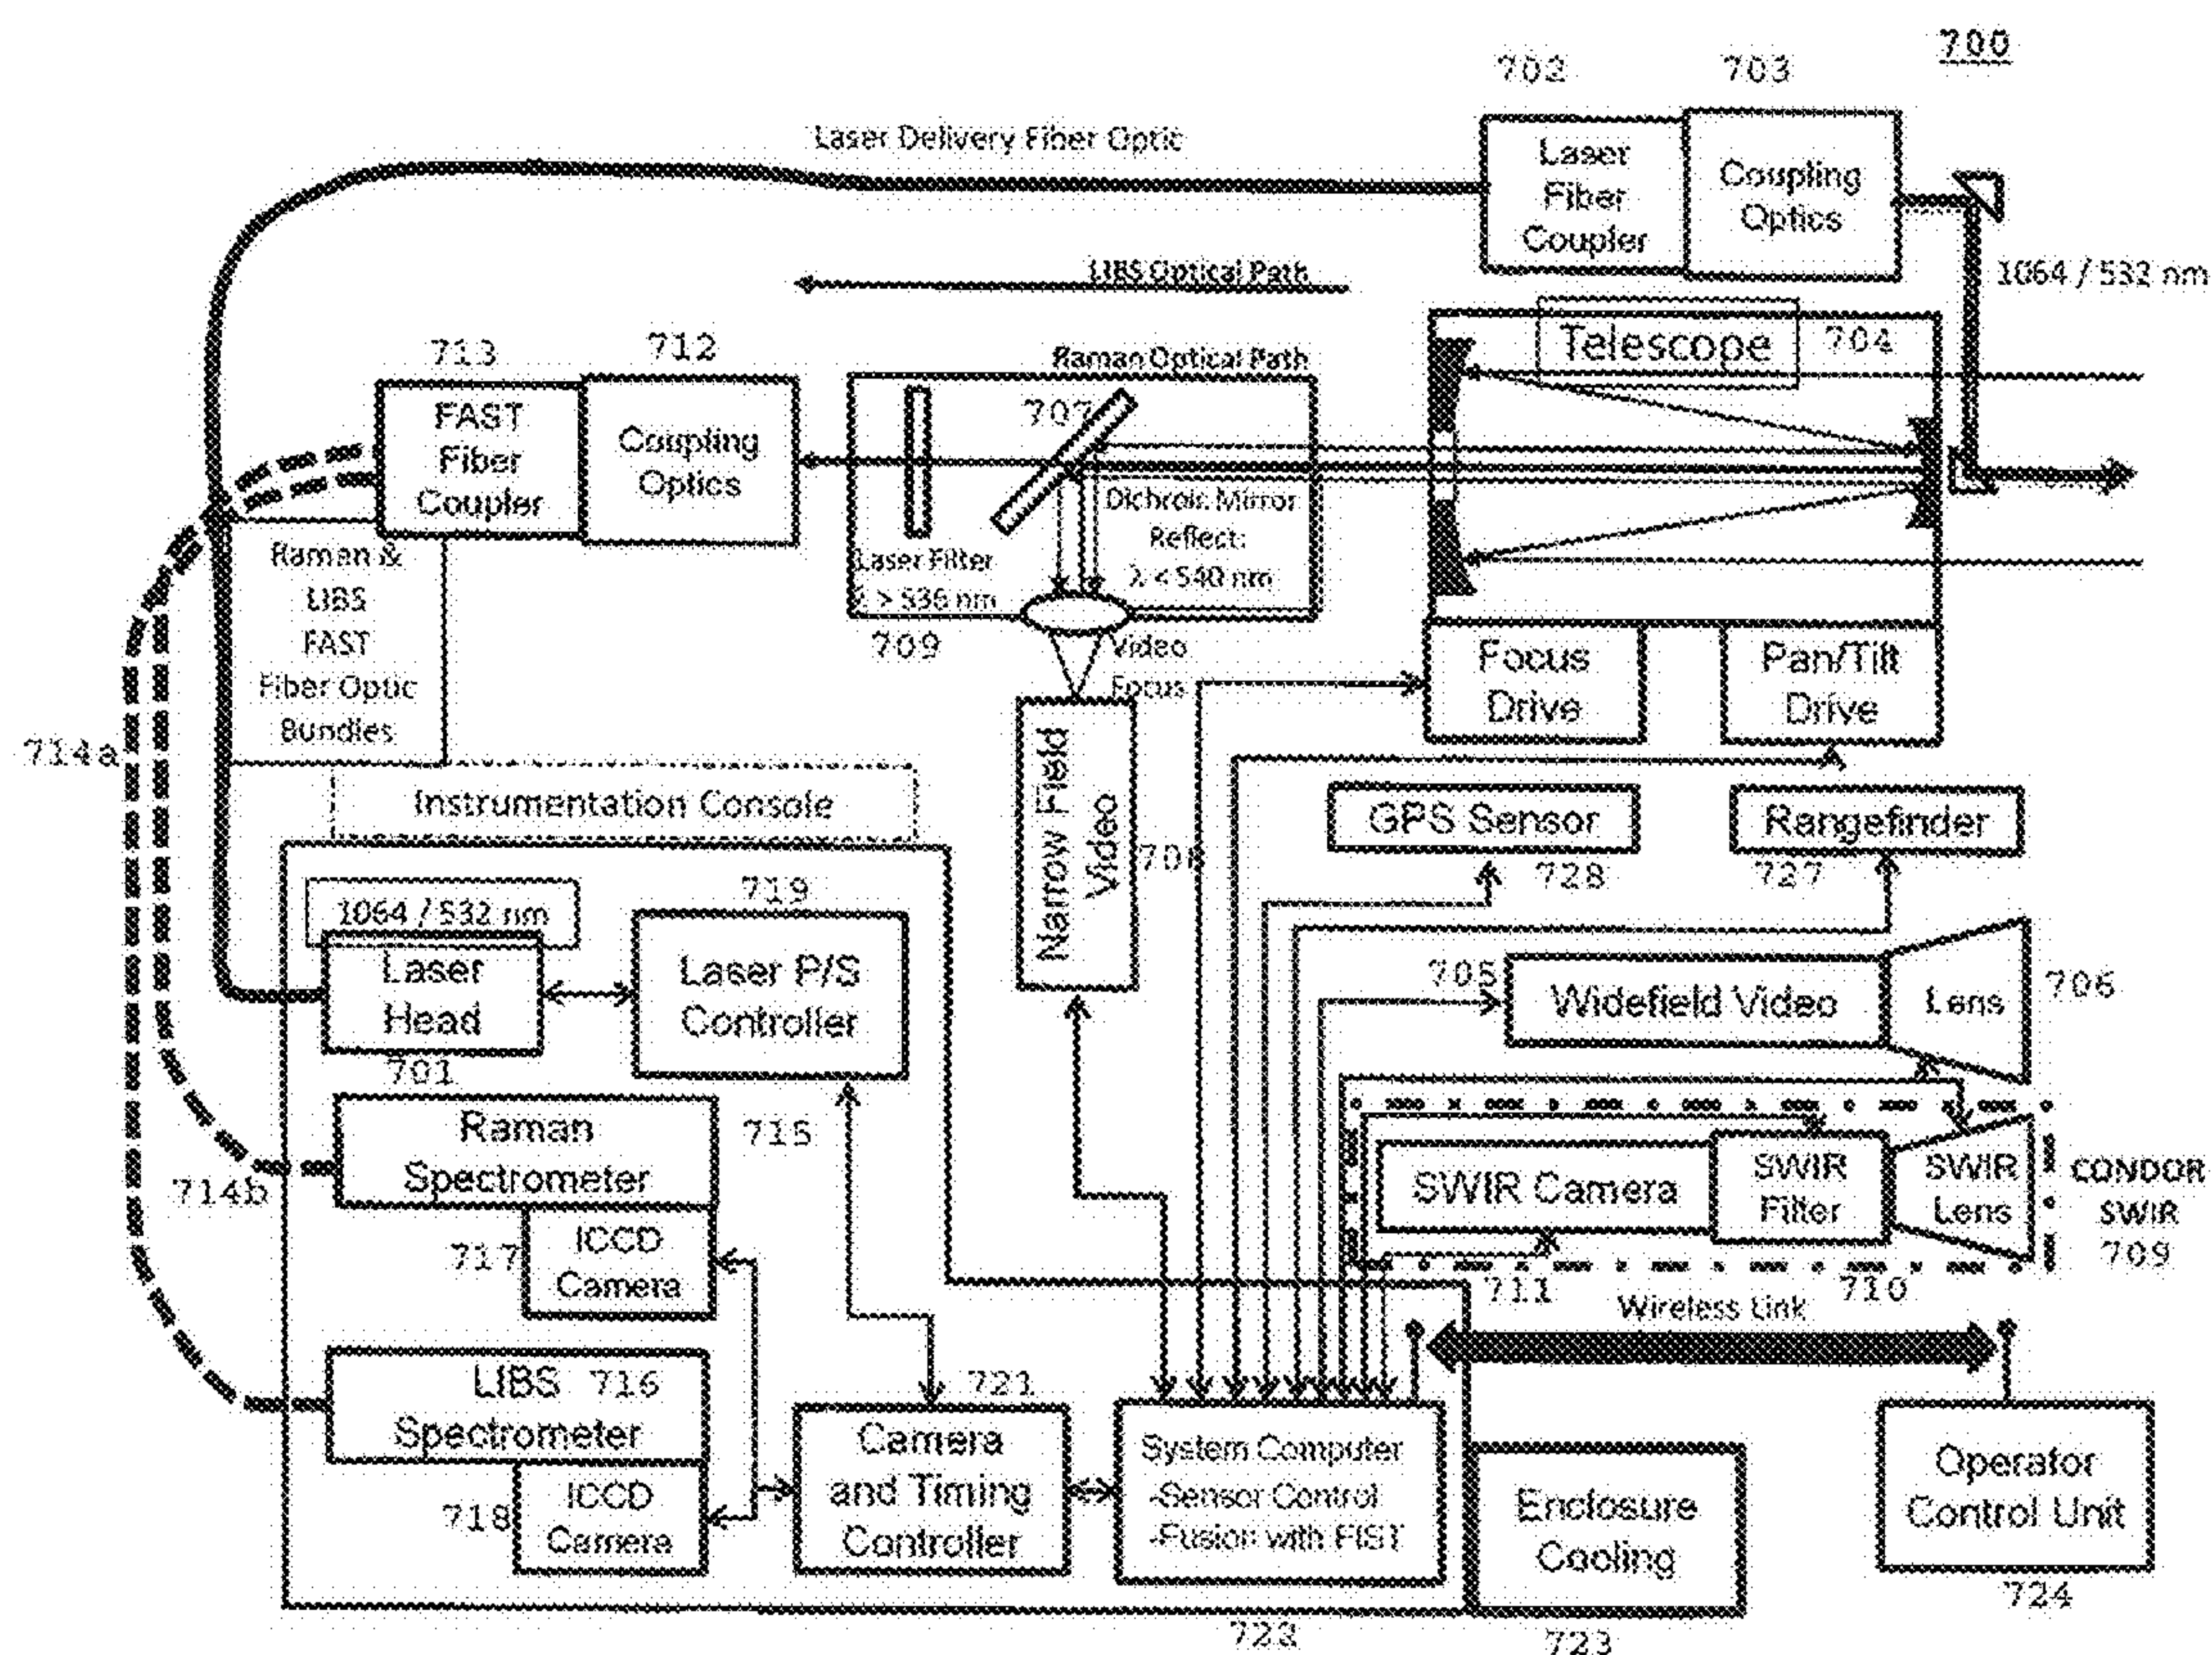 700
702
703
Laser Delivery Fiber Optic
Laser
Fiber
Coupler
Coupling
Optics
LIBS Optical Path
1064 / 532 nm
Telescope
704
713
712
Raman Optical Path
FAST
Fiber
Coupler
Coupling
Optics
707
Dichroic Mirror
Reflect:
λ < 540 nm
Laser Filter
> 536 nm
709
Video
Focus
Raman &
LIBS
FAST
Fiber Optic
Bundles
714a
Focus
Drive
Pan/Tilt
Drive
Instrumentation Console
Narrow Field
Video
GPS Sensor
728
Rangefinder
727
1064 / 532 nm
Laser
Head
701
719
Laser P/S
Controller
705
Widefield Video
Lens
706
Raman
Spectrometer
715
714b
ICCD
Camera
717
SWIR Camera
SWIR
Filter
SWIR
Lens
CONDOR
SWIR
709
711
710
Wireless Link
LIBS 716
Spectrometer
ICCD
Camera
718
721
Camera
and Timing
Controller
System Computer
-Sensor Control
-Fusion with FIST
722
Enclosure
Cooling
723
Operator
Control Unit
724